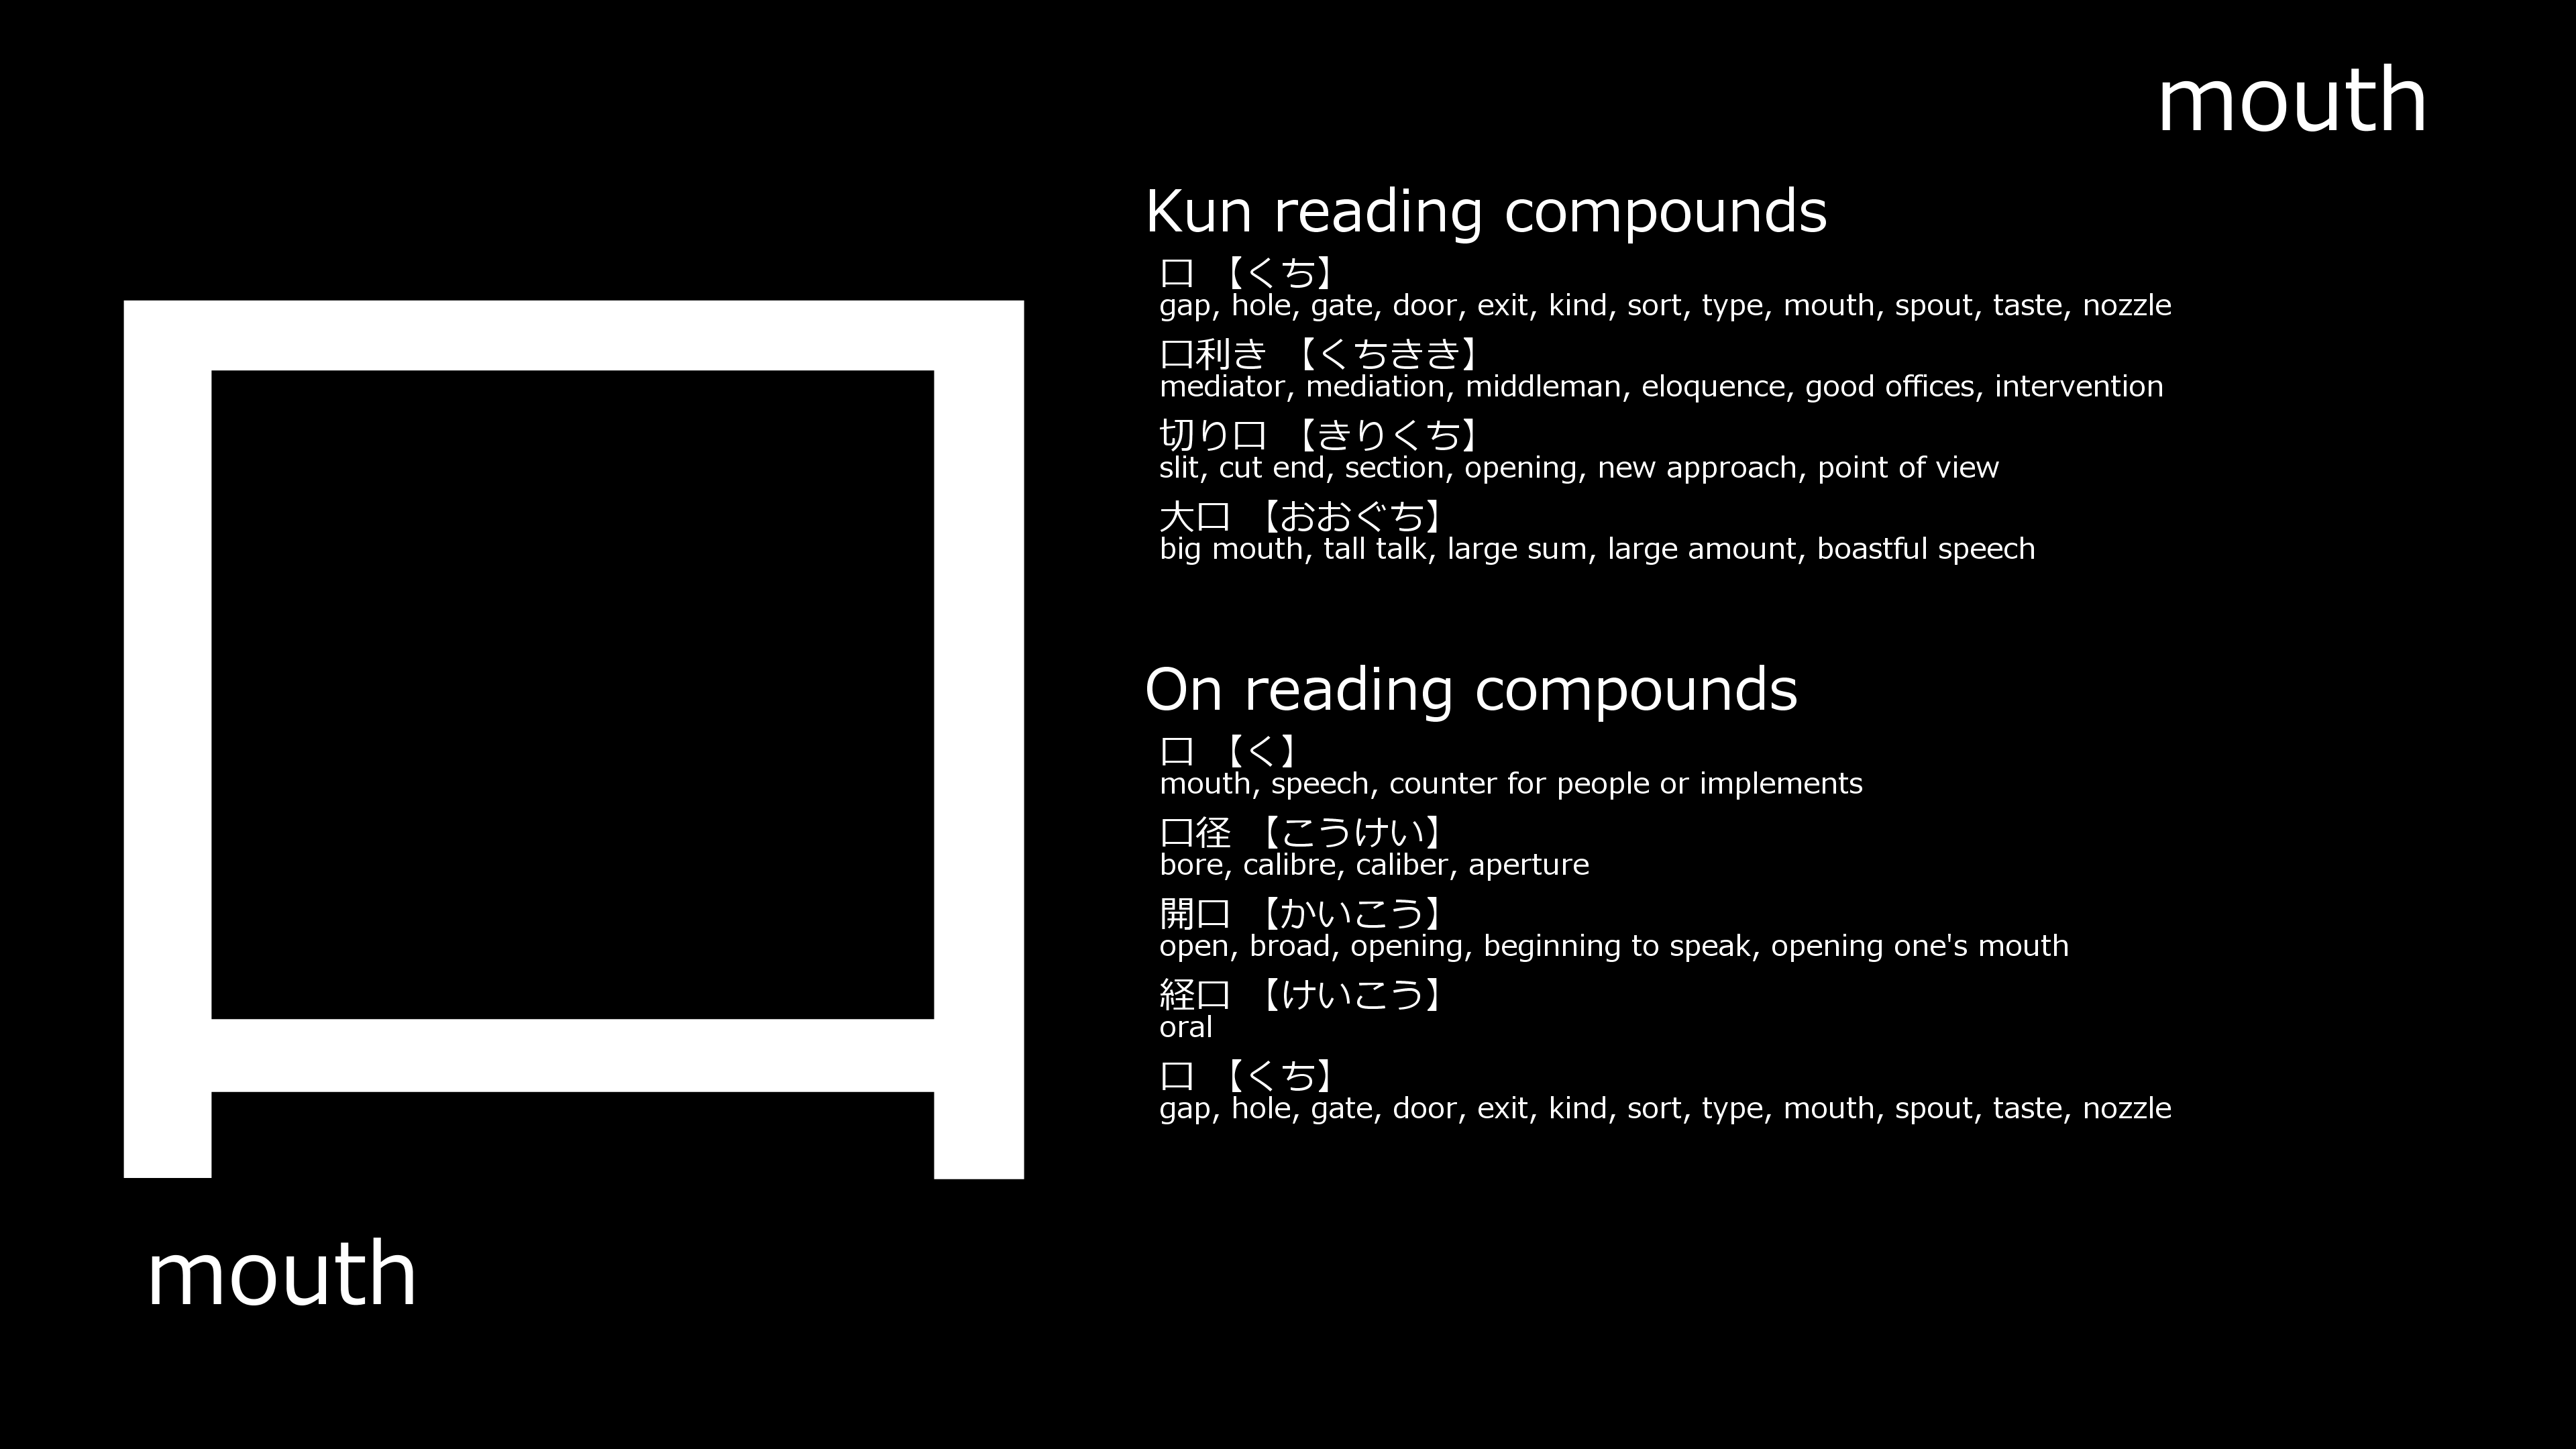 mouth
Kun reading compounds
口 【くち】
gap, hole, gate, door, exit, kind, sort, type, mouth, spout, taste, nozzle
口利き 【くちきき】
mediator, mediation, middleman, eloquence, good offices, intervention
切り口 【きりくち】
slit, cut end, section, opening, new approach, point of view
大口 【おおぐち】
big mouth, tall talk, large sum, large amount, boastful speech
On reading compounds
口 【く】
mouth, speech, counter for people or implements
口径 【こうけい】
bore, calibre, caliber, aperture
開口 【かいこう】
open, broad, opening, beginning to speak, opening one's mouth
経口 【けいこう】
oral
口 【くち】
gap, hole, gate, door, exit, kind, sort, type, mouth, spout, taste, nozzle
口
mouth